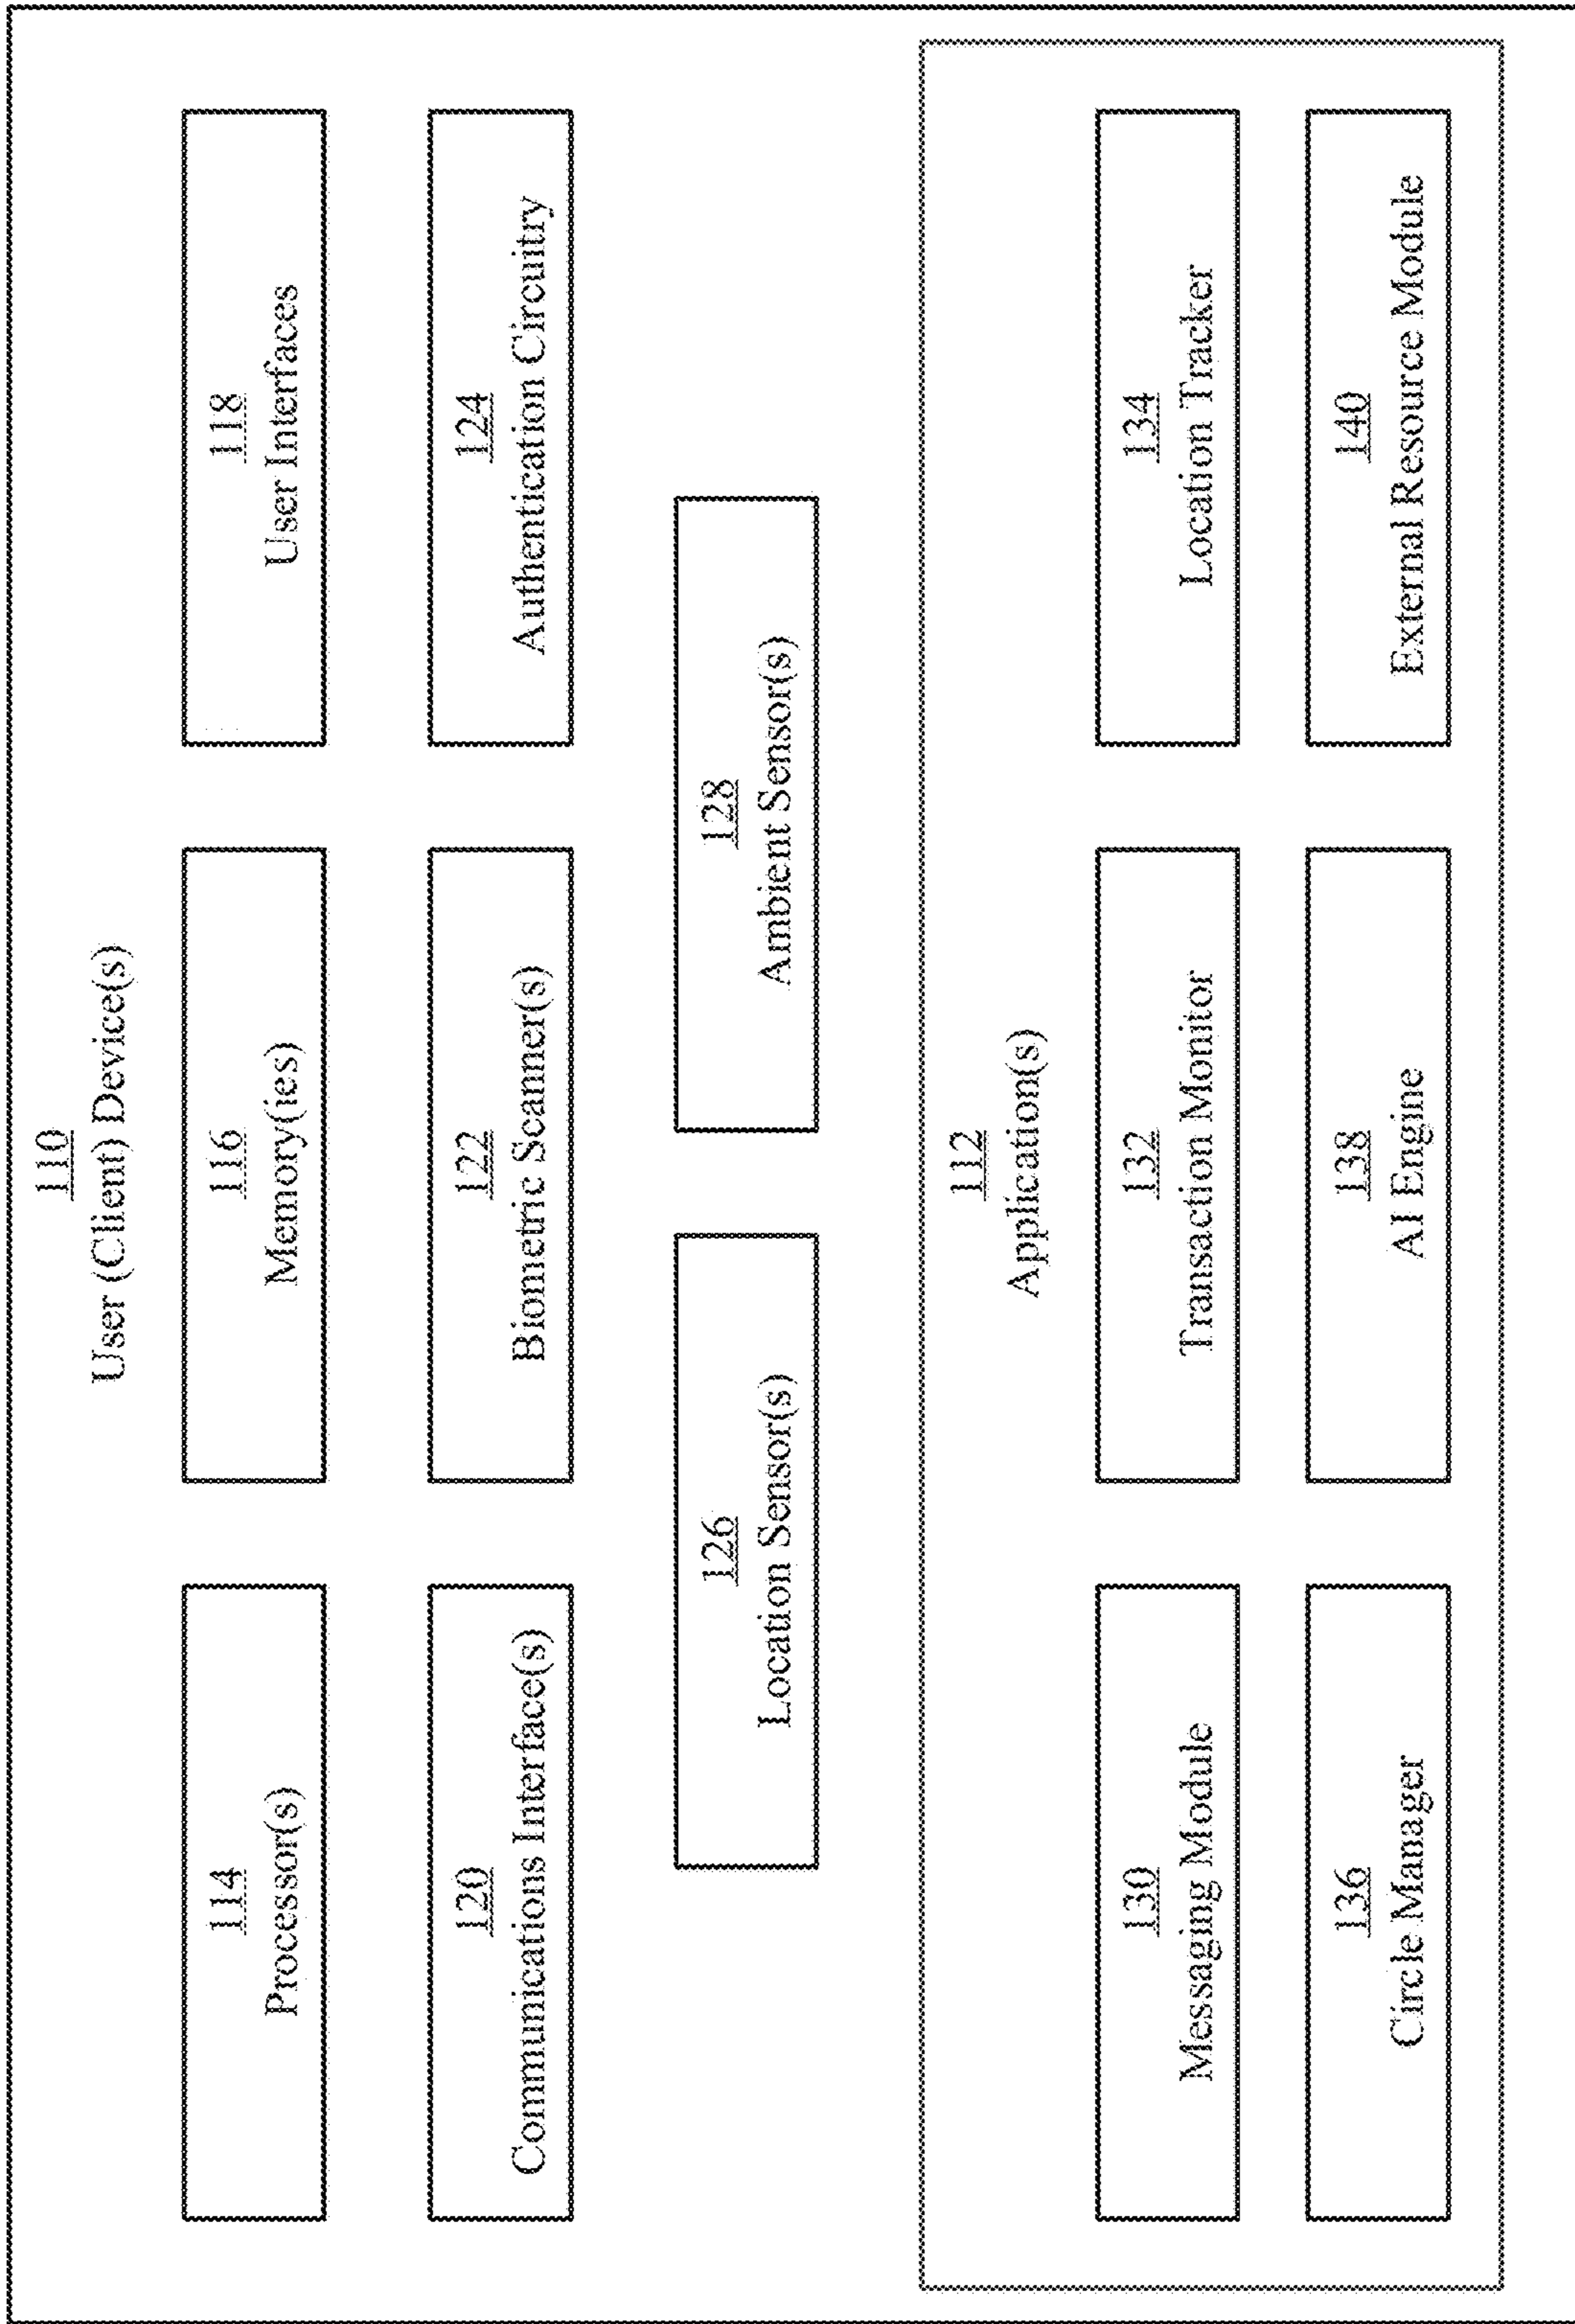 110
User (Client) Device(s)
114
Processor(s)
116
Memory(ies)
118
User Interfaces
120
Communications Interface(s)
122
Biometric Scanner(s)
124
Authentication Circuitry
126
Location Sensor(s)
128
Ambient Sensor(s)
112
Application(s)
130
Messaging Module
132
Transaction Monitor
134
Location Tracker
136
Circle Manager
138
AI Engine
140
External Resource Module